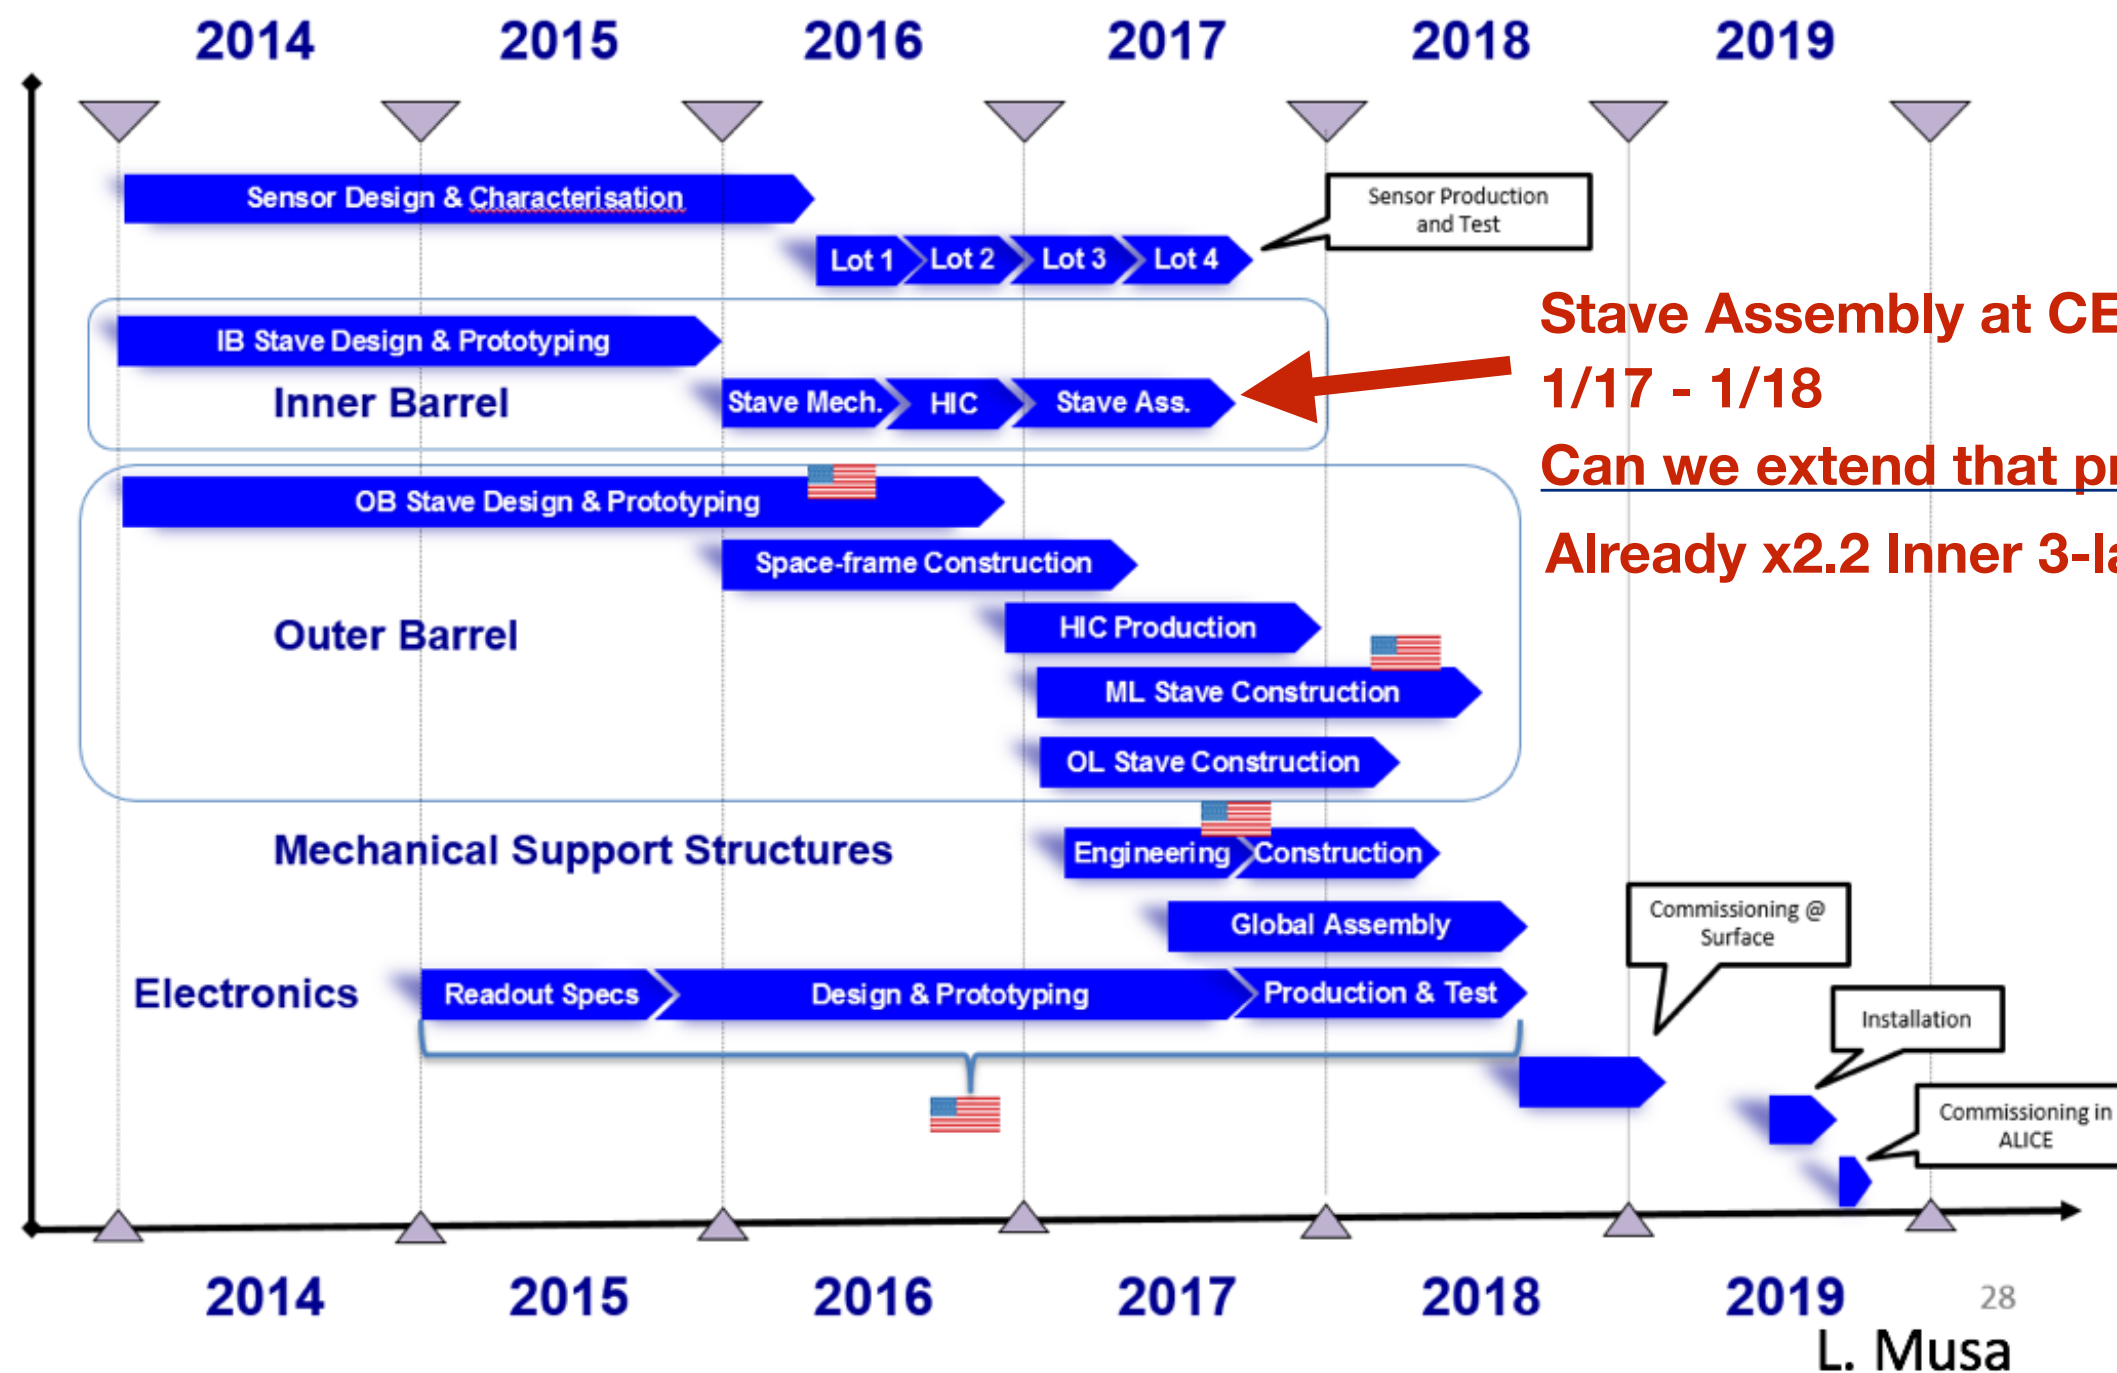 2014 2015 2016 2017 2018 2019
Sensor Design & Characterisation
Sensor Production
and Test
Lot 1 Lot 2 Lot 3 Lot 4
Stave Assembly at CE
IB Stave Design & Prototyping
1/17 - 1/18
Inner Barrel
Stave Mech. HIC Stave Ass.
Can we extend that pr
OB Stave Design & Prototyping
Already x2.2 Inner 3-la
Space-frame Construction
Outer Barrel
HIC Production
ML Stave Construction
OL Stave Construction
Mechanical Support Structures
Engineering Construction
Global Assembly
Commissioning @
Surface
Electronics
Readout Specs Design & Prototyping Production & Test
Installation
Commissioning in
ALICE
2014 2015 2016 2017 2018 2019
28
L. Musa